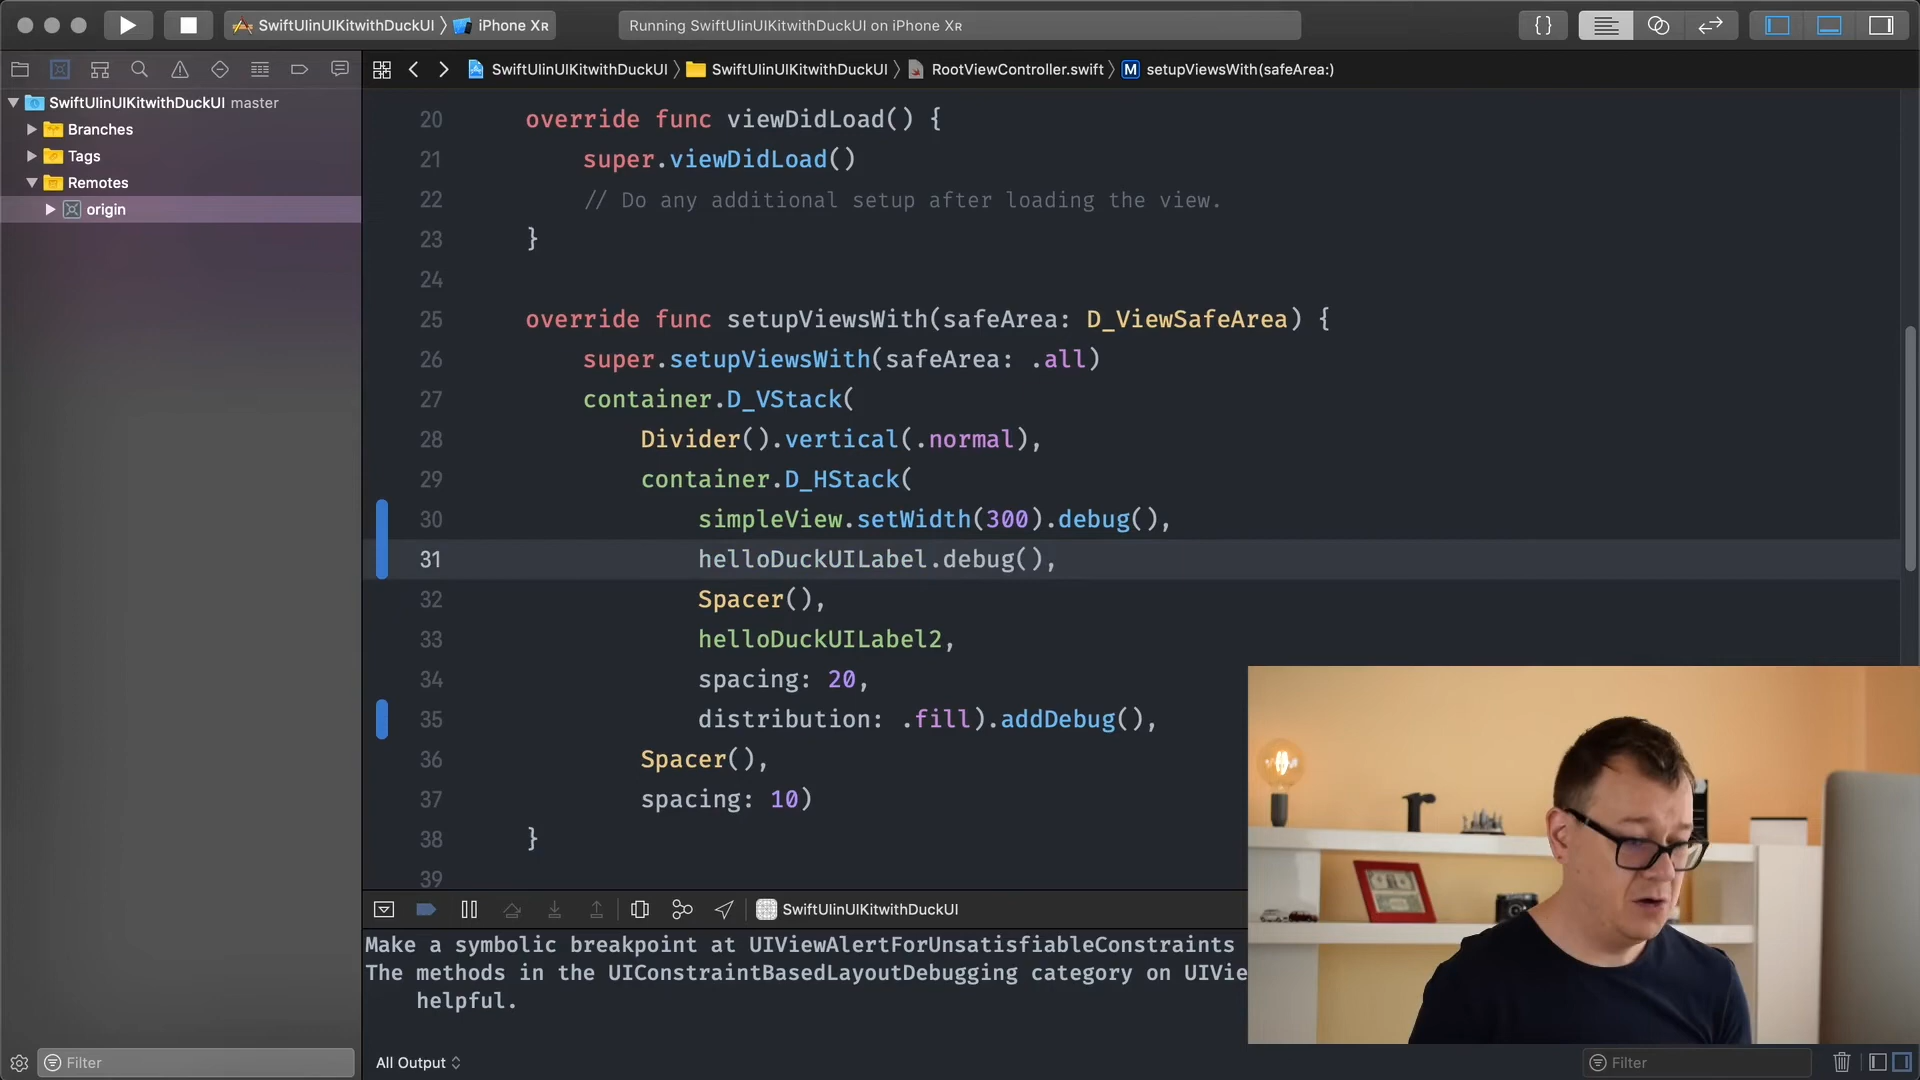 SwiftUIinUIKitwithDuckUI 〉 iPhone Xʀ
Running SwiftUIinUIKitwithDuckUI on iPhone Xʀ
{}
SwiftUIinUIKitwithDuckUI 〉 SwiftUIinUIKitwithDuckUI 〉 RootViewController.swift 〉 M setupViewsWith(safeArea:)
SwiftUIinUIKitwithDuckUI master
Branches
Tags
Remotes
origin
20 override func viewDidLoad() {
21 super.viewDidLoad()
22 // Do any additional setup after loading the view.
23 }
24
25 override func setupViewsWith(safeArea: D_ViewSafeArea) {
26 super.setupViewsWith(safeArea: .all)
27 container.D_VStack(
28 Divider().vertical(.normal),
29 container.D_HStack(
30 simpleView.setWidth(300).debug(),
31 helloDuckUILabel.debug(),
32 Spacer(),
33 helloDuckUILabel2,
34 spacing: 20,
35 distribution: .fill).addDebug(),
36 Spacer(),
37 spacing: 10)
38 }
39
SwiftUIinUIKitwithDuckUI
Make a symbolic breakpoint at UIViewAlertForUnsatisfiableConstraints
The methods in the UIConstraintBasedLayoutDebugging category on UIVie
helpful.
Filter
All Output
Filter